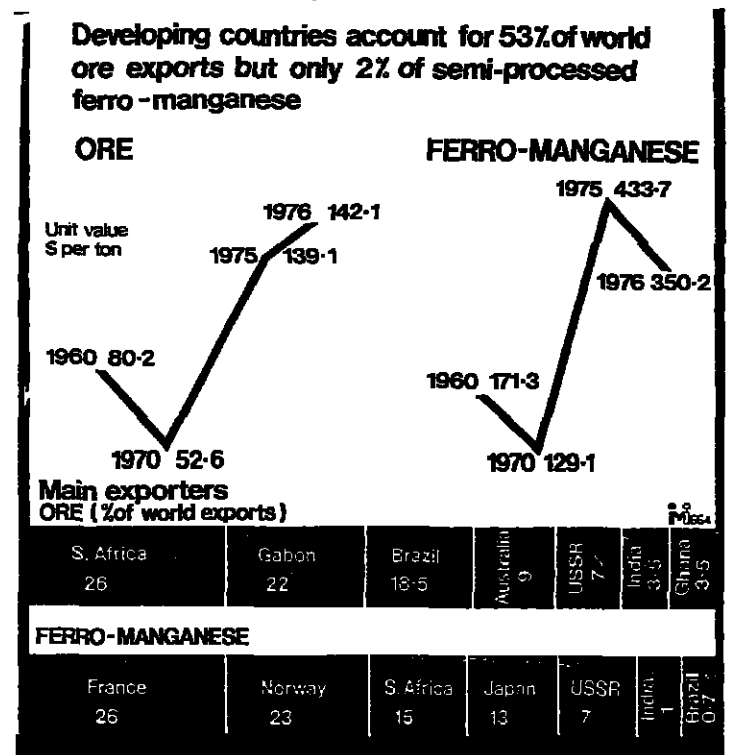 Developing countries account for 53% of world
ore exports but only 2% of semi-processed
ferro-manganese
ORE
FERRO-MANGANESE
Unit value
$ per ton
1960 80·2
1970 52·6
1975 139·1
1976 142·1
1960 171·3
1970 129·1
1975 433·7
1976 350·2
Main exporters
ORE (% of world exports)
S. Africa
26
Gabon
22
Brazil
18·5
Australia
9
USSR
7
India
3·5
Ghana
3·5
FERRO-MANGANESE
France
26
Norway
23
S. Africa
15
Japan
13
USSR
7
India
1
Brazil
0·7